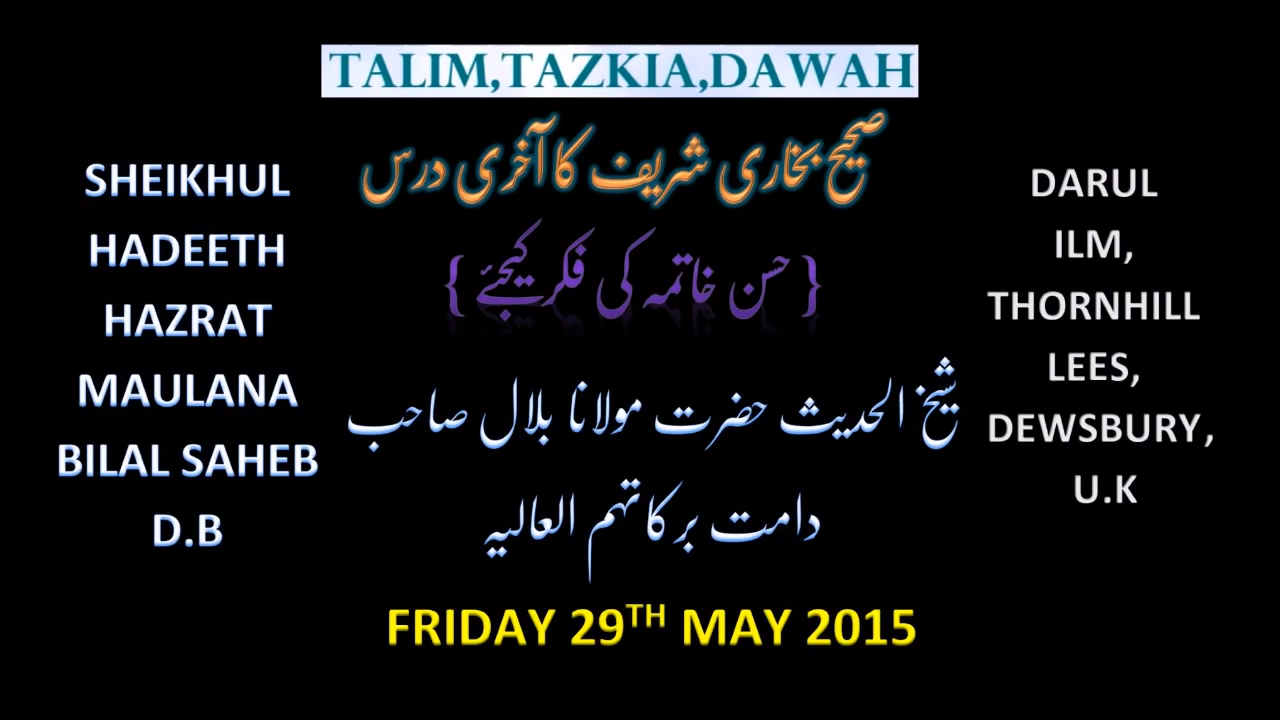 TALIM,TAZKIA,DAWAH
صحیح بخاری شریف کا آخری درس
{ حسن خاتمہ کی فکر کیجئے }
شیخ الحدیث حضرت مولانا بلال صاحب
دامت برکاتہم العالیہ
SHEIKHUL
HADEETH
HAZRAT
MAULANA
BILAL SAHEB
D.B
DARUL
ILM,
THORNHILL
LEES,
DEWSBURY,
U.K
FRIDAY 29TH MAY 2015